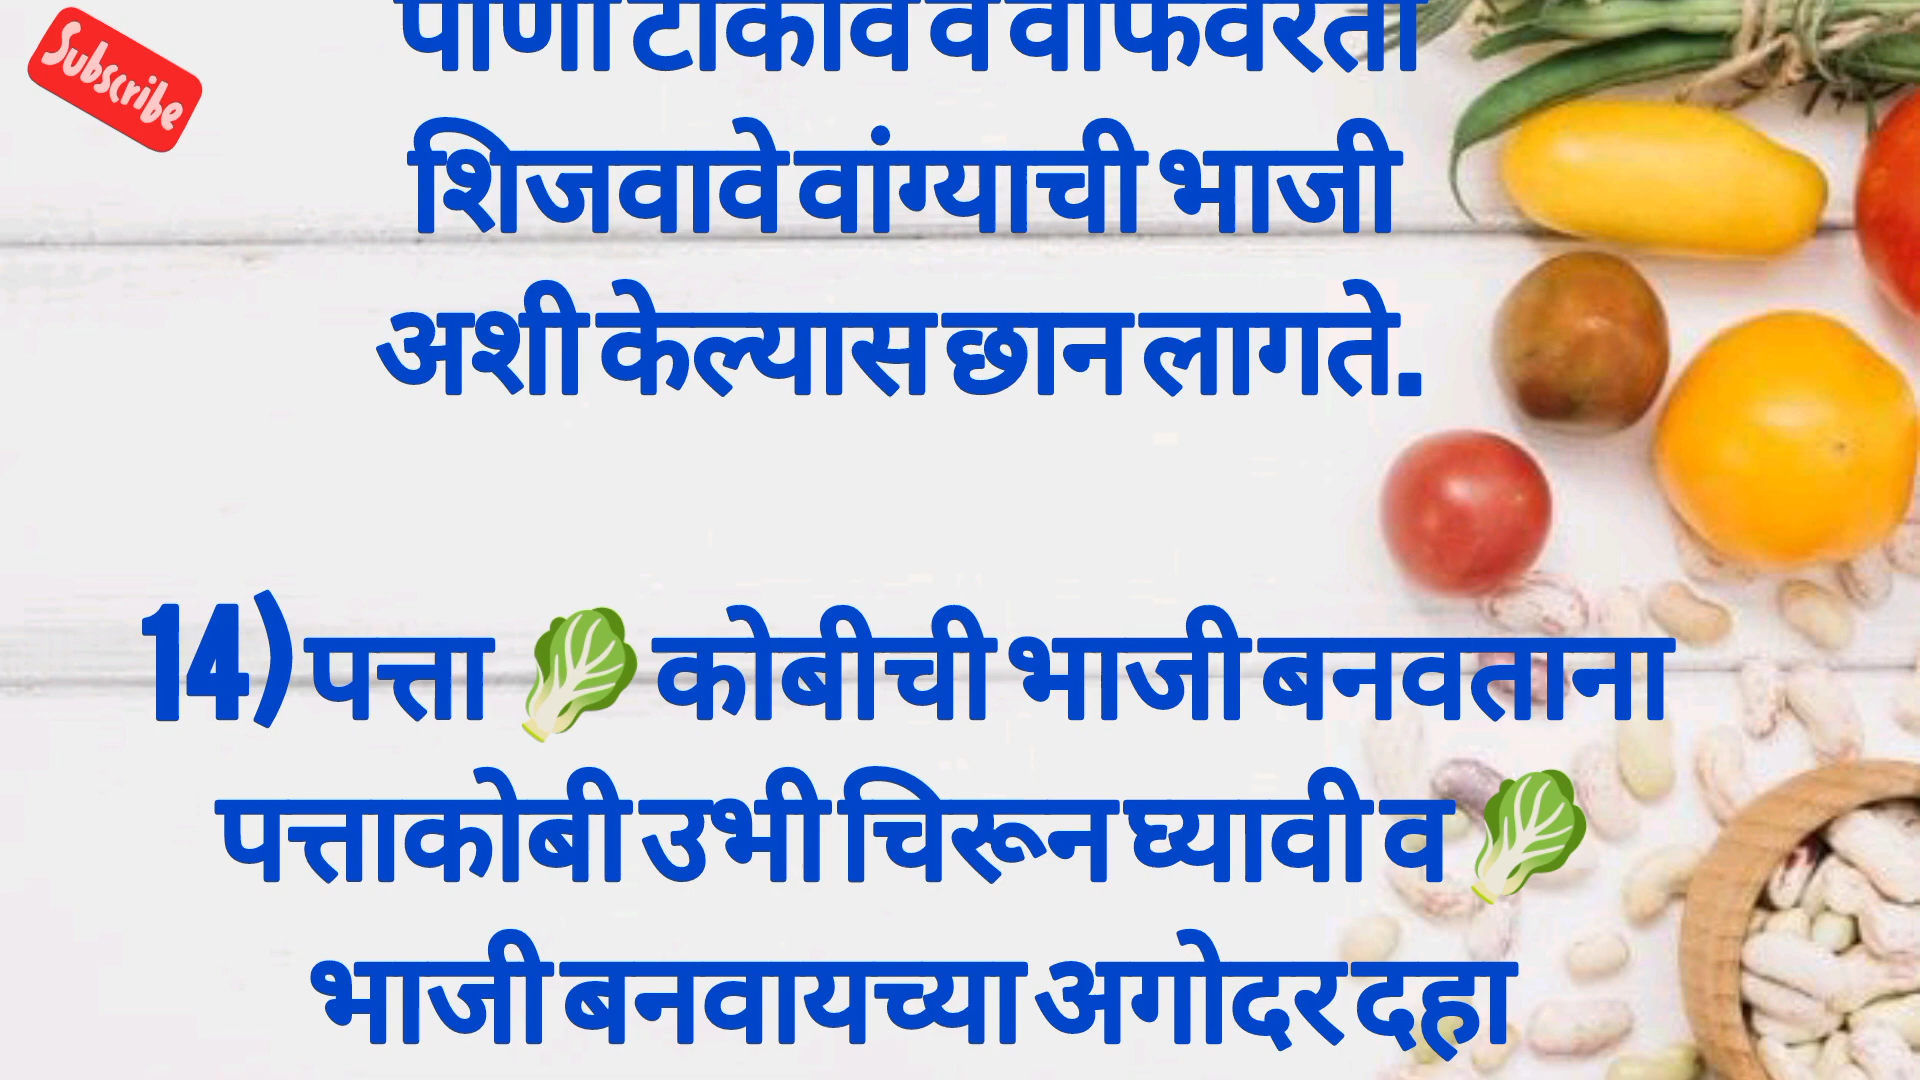 Subscribe
शिजवावे वांग्याची भाजी
अशी केल्यास छान लागते.
14) पत्ता 🥬 कोबीची भाजी बनवताना
पत्ताकोबी उभी चिरून घ्यावी व 🥬
भाजी बनवायच्या अगोदर दहा